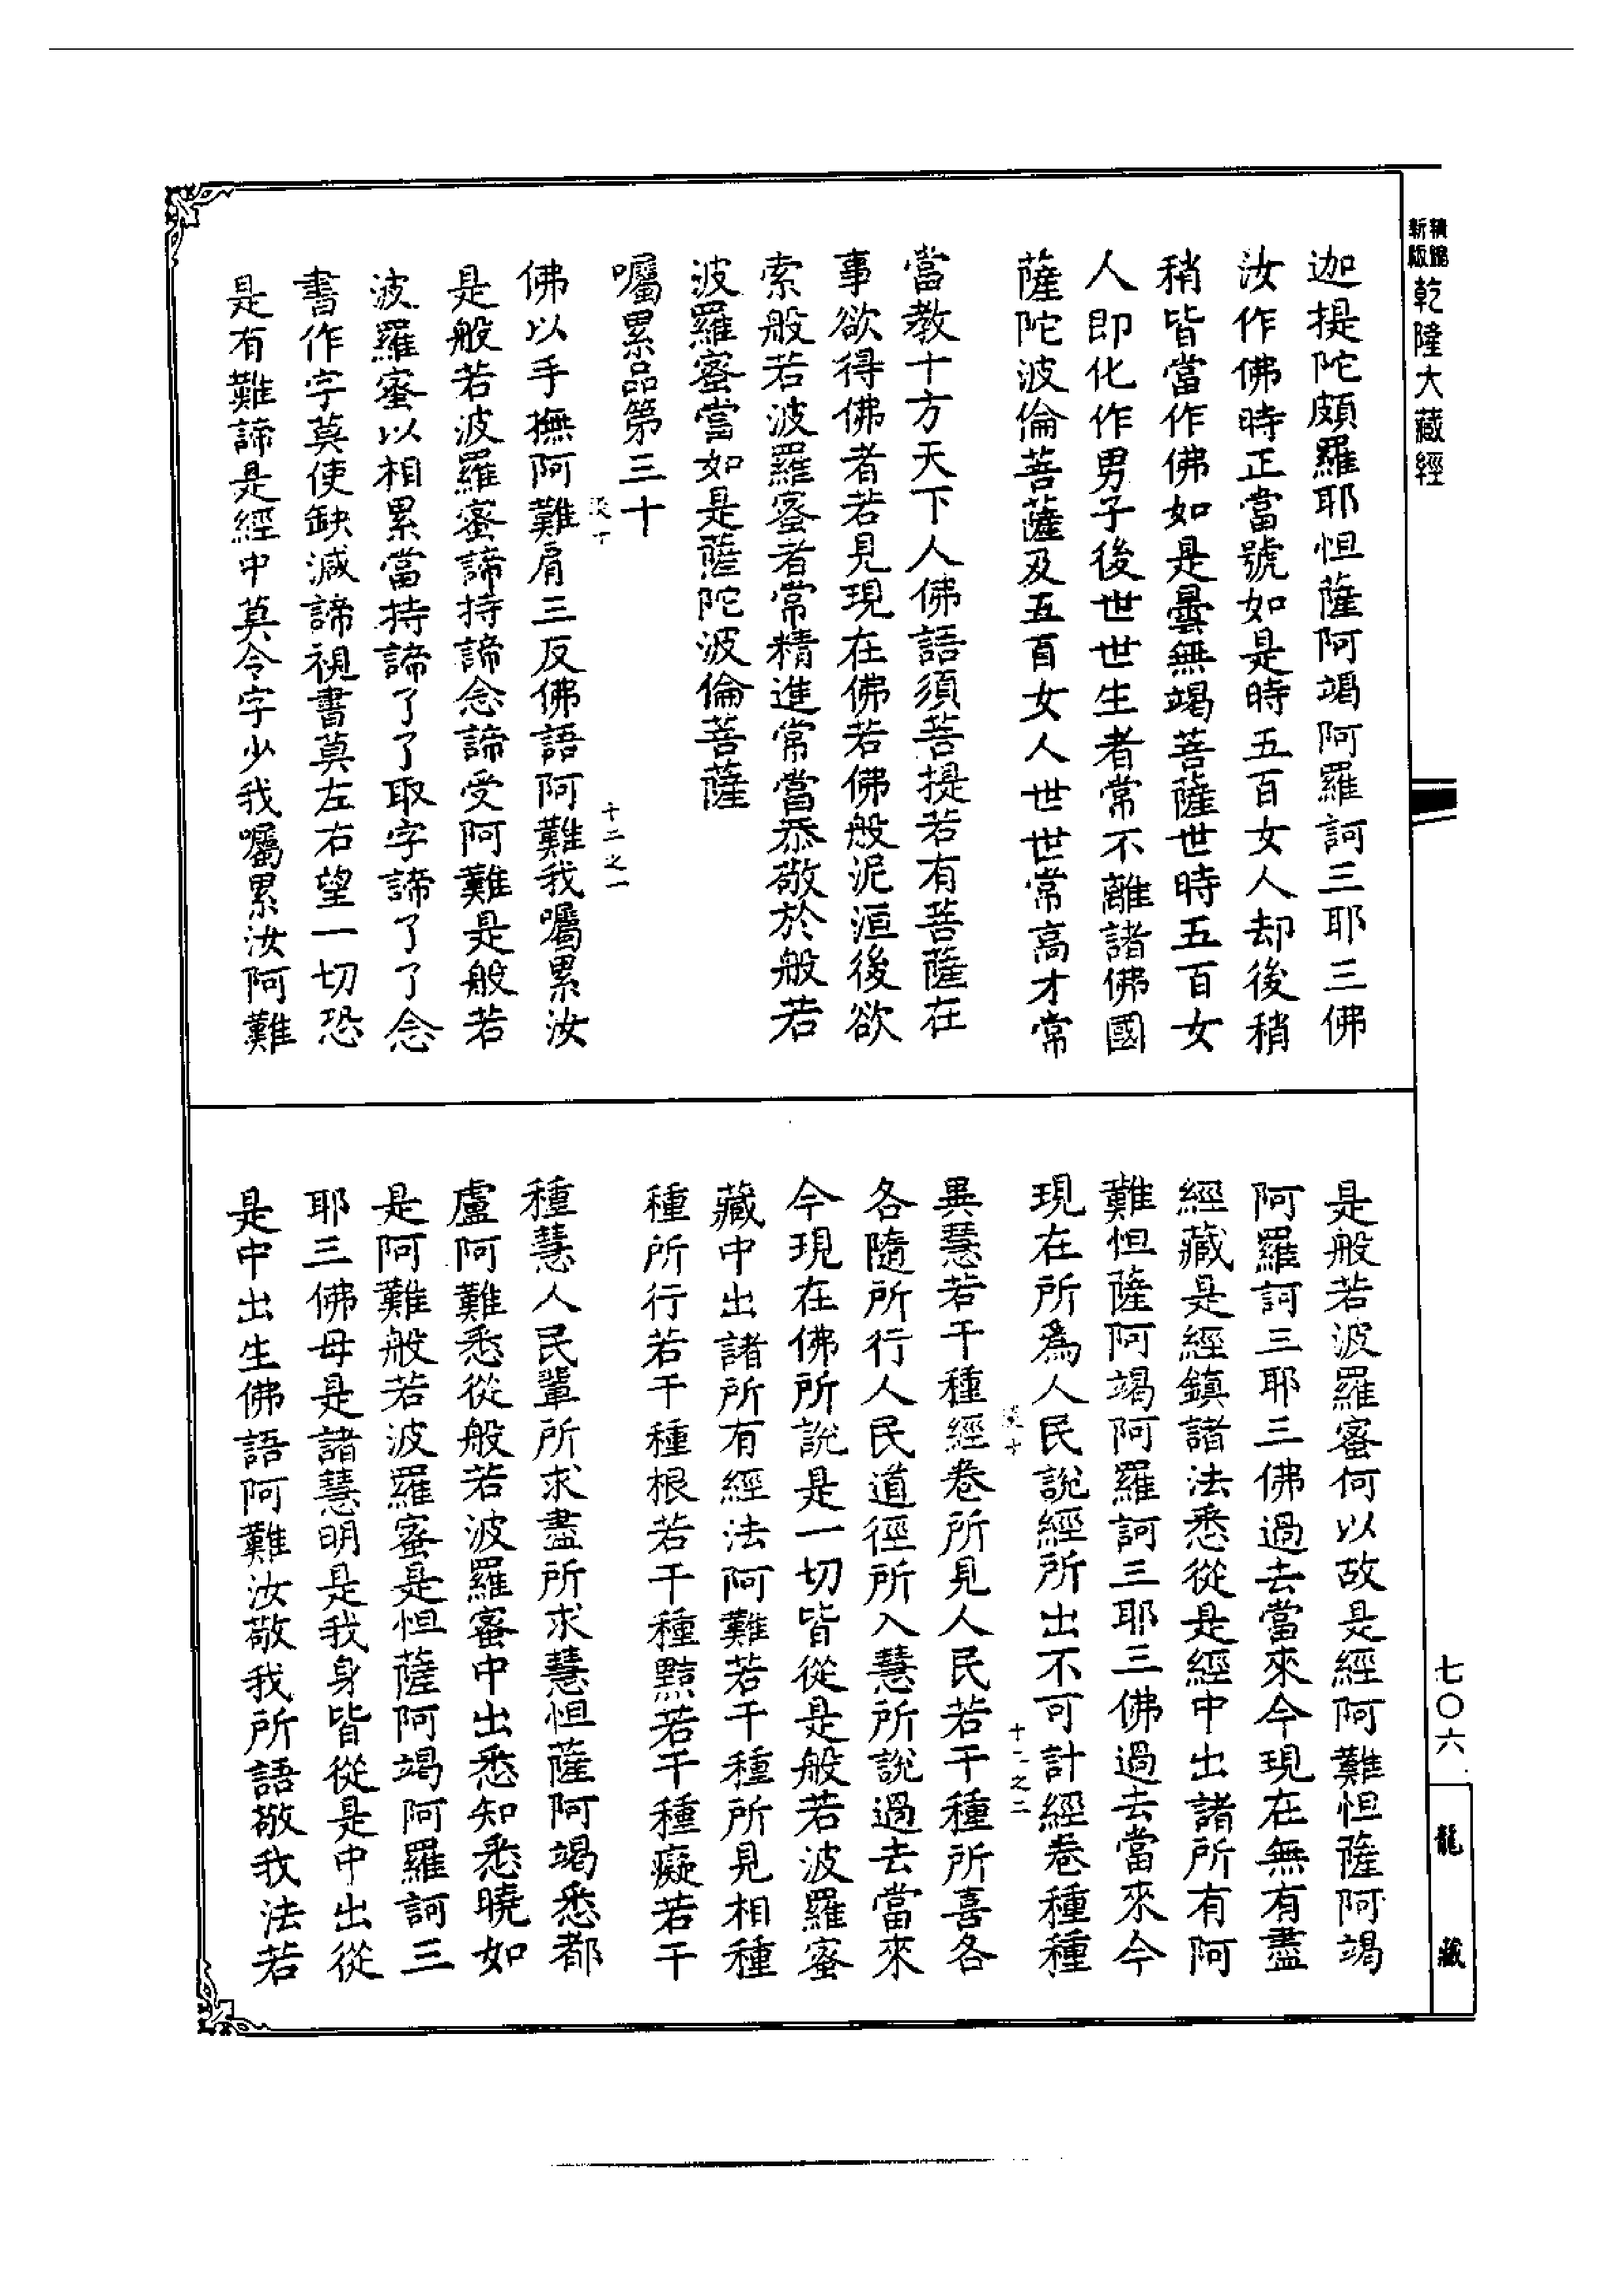 新版
乾隆大藏經
迦提陀頗羅耶怛薩阿竭阿羅訶三耶三佛
汝作佛時正當號如是時五百女人却後稍
稍皆當作佛如是曇無竭菩薩世時五百女
人即化作男子後世世生者常不離諸佛國
薩陀波倫菩薩及五百女人世世常高才常
當教十方天下人佛語須菩提若有菩薩在
事欲得佛者若見現在佛若佛般泥洹後欲
索般若波羅蜜者常精進常當恭敬於般若
波羅蜜當如是薩陀波倫菩薩
囑累品第三十
十二之一
佛以手撫阿難肩三反佛語阿難我囑累汝
是般若波羅蜜諦持諦念諦受阿難是般若
波羅蜜以相累當持諦了了取字諦了了念
書作字莫使缺減諦視書莫左右望一切恐
是有難諦是經中莫令字少我囑累汝阿難
是般若波羅蜜何以故是經阿難怛薩阿竭
阿羅訶三耶三佛過去當來今現在無有盡
經藏是經鎮諸法悉從是經中出諸所有阿
難怛薩阿竭阿羅訶三耶三佛過去當來今
現在所為人民說經所出不可計經卷種種
十二之二
異慧若干種經卷所見人民若干種所喜各
各隨所行人民道徑所入慧所說過去當來
今現在佛所說是一切皆從是般若波羅蜜
藏中出諸所有經法阿難若干種所見相種
種所行若干種根若干種黠若干種癡若干
種慧人民輩所求盡所求慧怛薩阿竭悉都
盧阿難悉從般若波羅蜜中出悉知悉曉如
是阿難般若波羅蜜是怛薩阿竭阿羅訶三
耶三佛母是諸慧明是我身皆從是中出從
是中出生佛語阿難汝敬我所語敬我法若
七〇六
龍藏